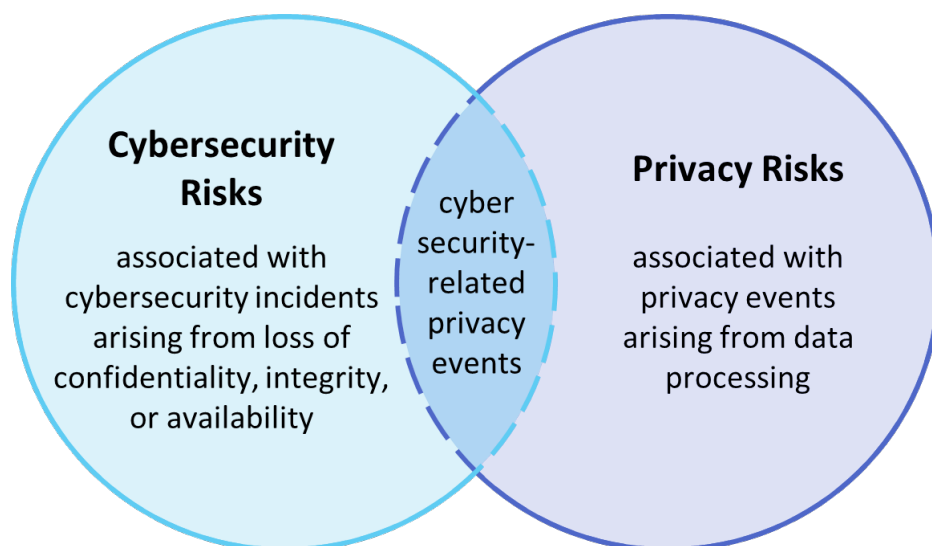 Cybersecurity
Risks
associated with
cybersecurity incidents
arising from loss of
confidentiality, integrity,
or availability
cyber
security-
related
privacy
events
Privacy Risks
associated with
privacy events
arising from data
processing